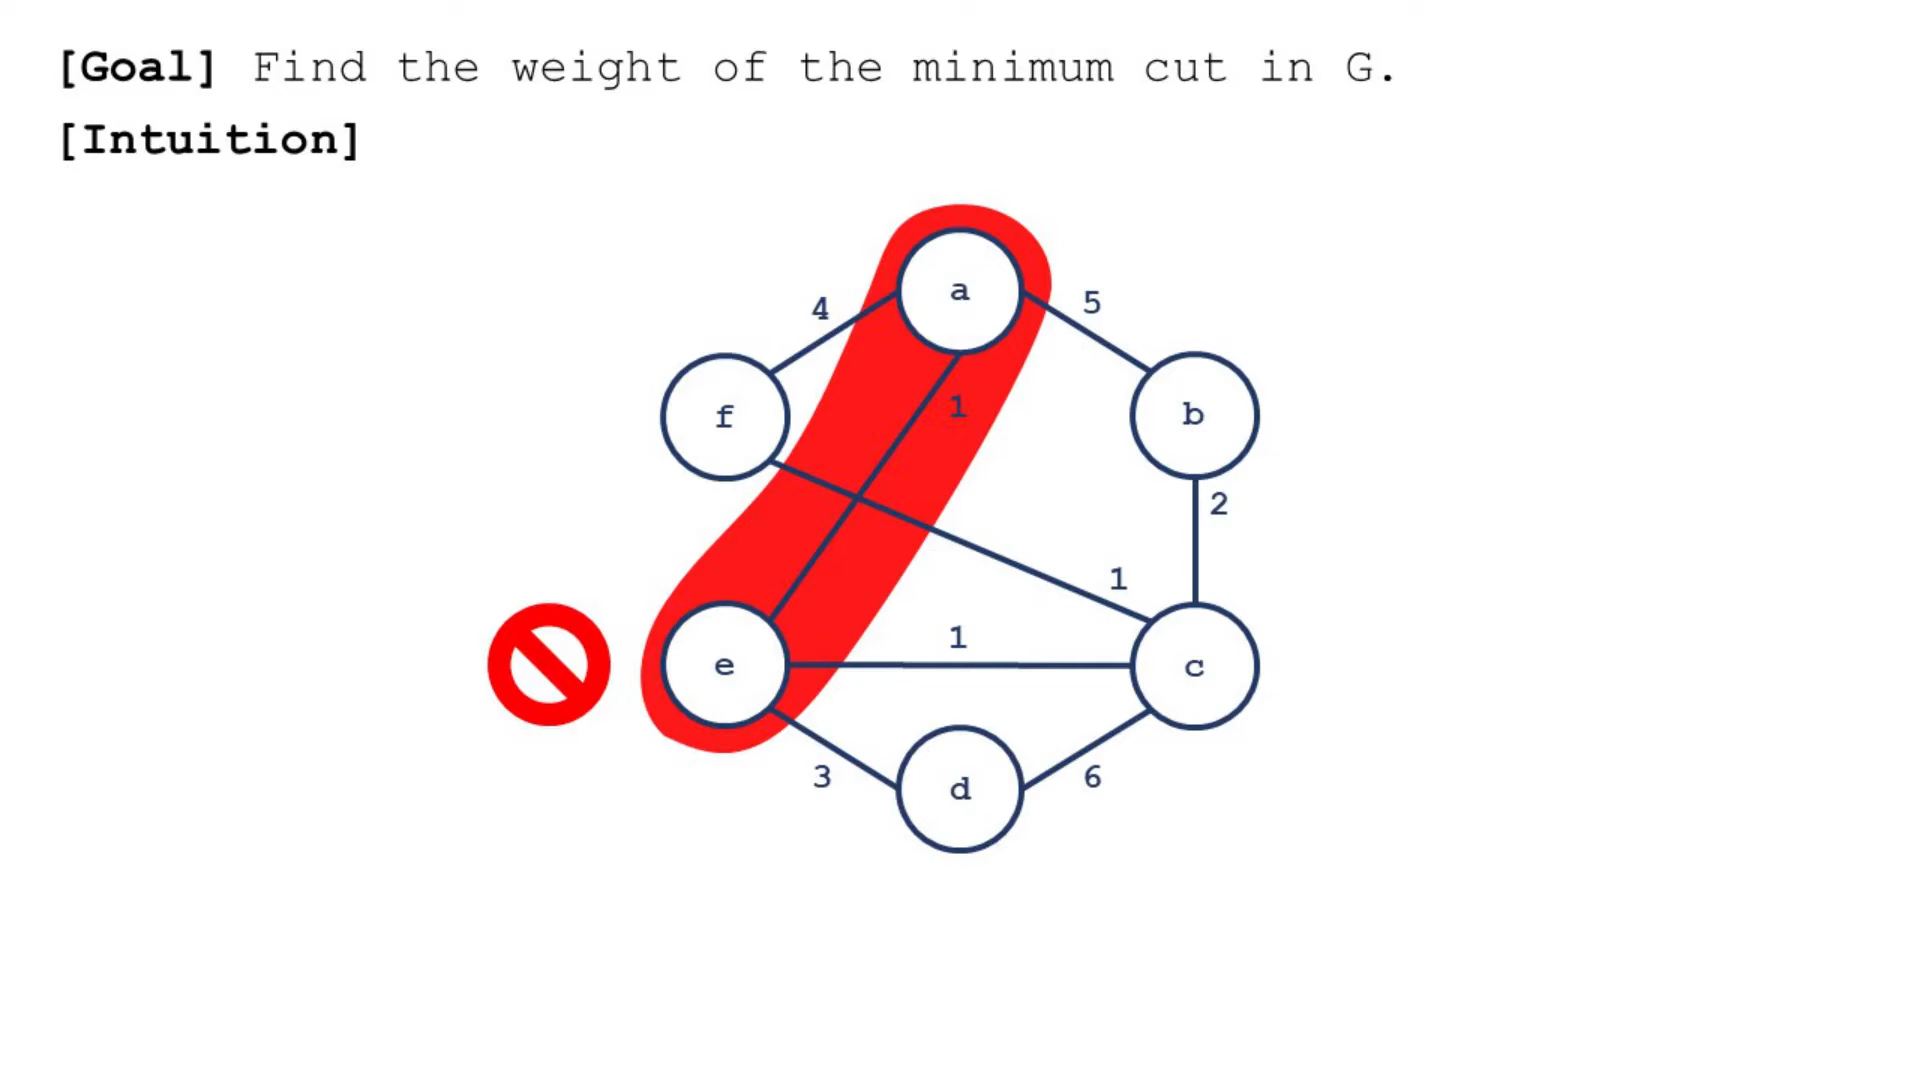 [Goal] Find the weight of the minimum cut in G.
[Intuition]
a
4
5
1
f
b
2
1
1
e
c
3
6
d